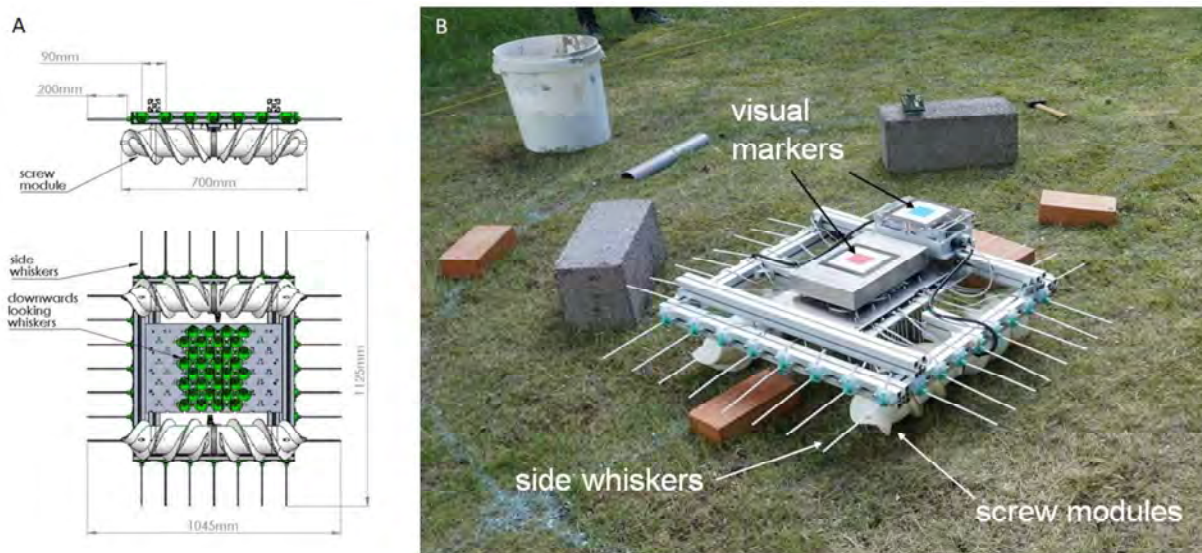 A
90mm
200mm
screw
module
700mm
side
whiskers
downwards
looking
whiskers
1125mm
1045mm
B
visual
markers
side whiskers
screw modules